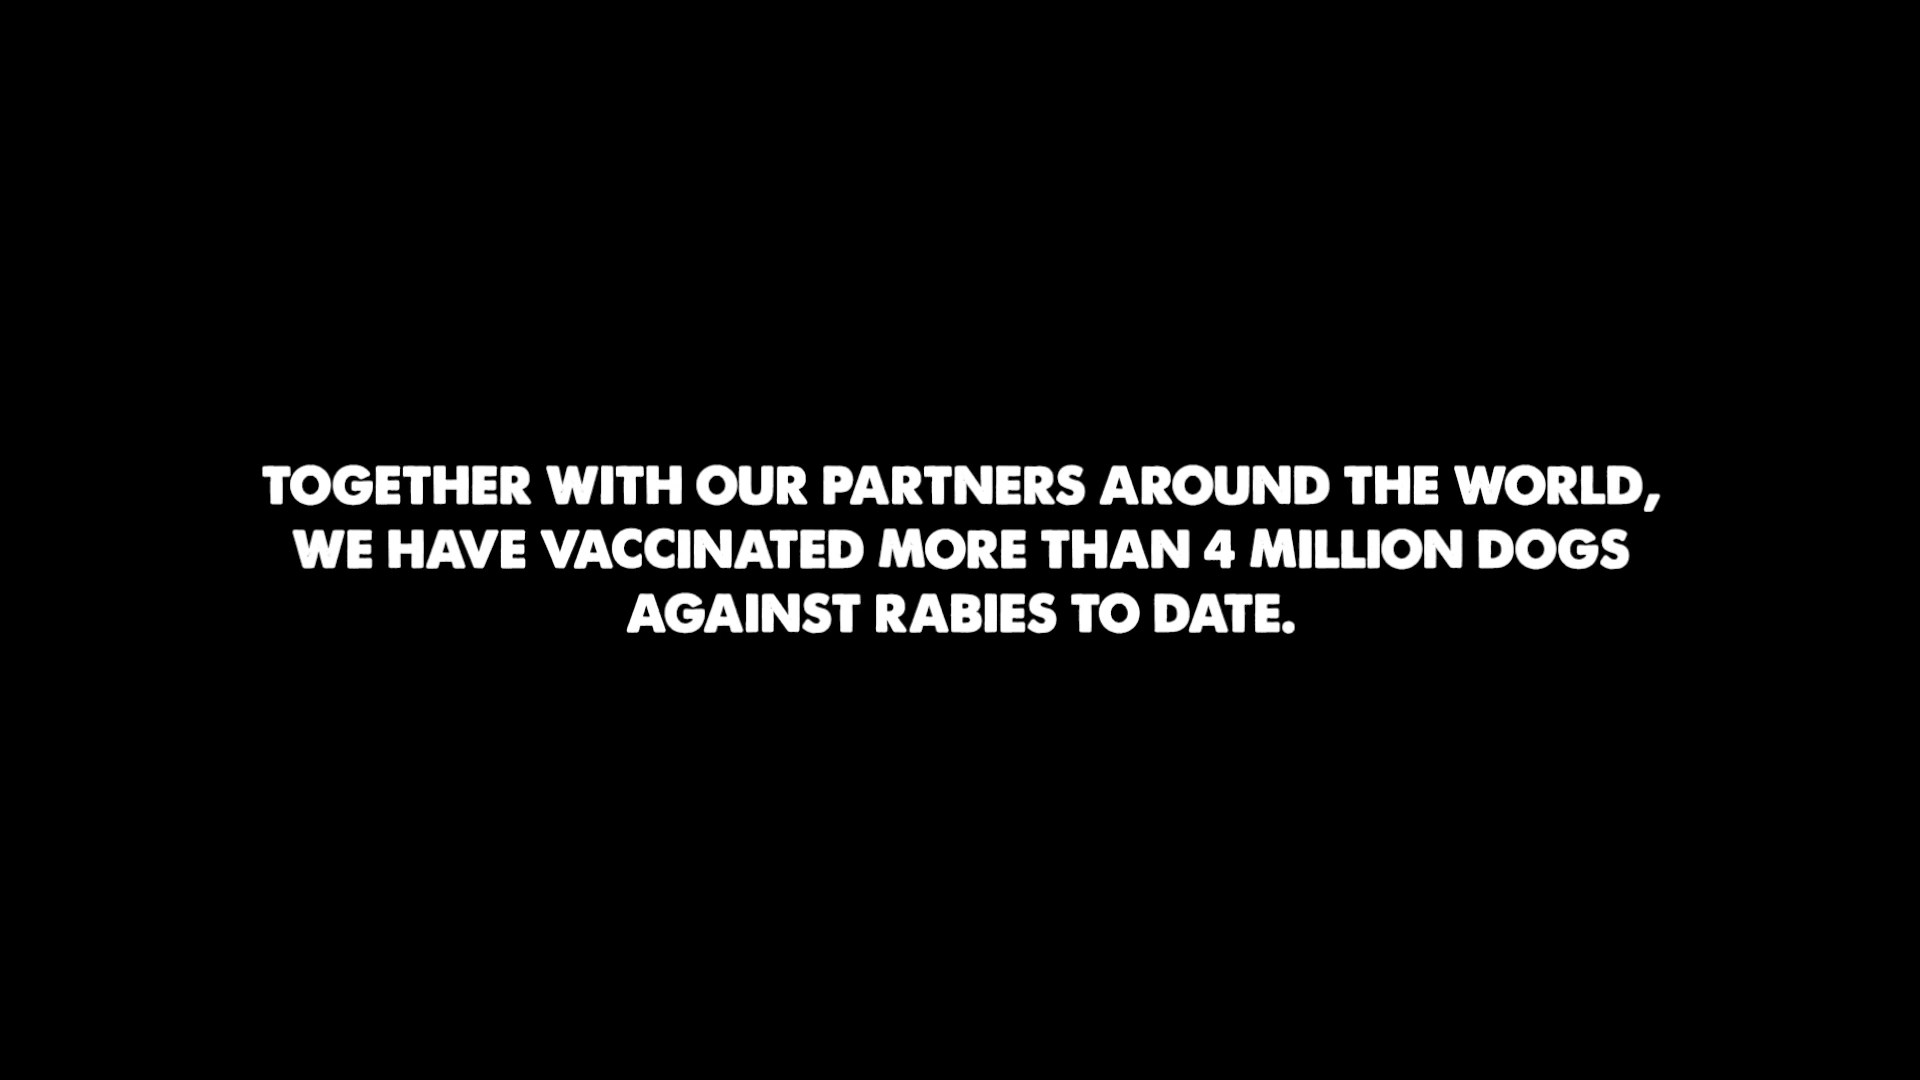 TOGETHER WITH OUR PARTNERS AROUND THE WORLD,
WE HAVE VACCINATED MORE THAN 4 MILLION DOGS
AGAINST RABIES TO DATE.